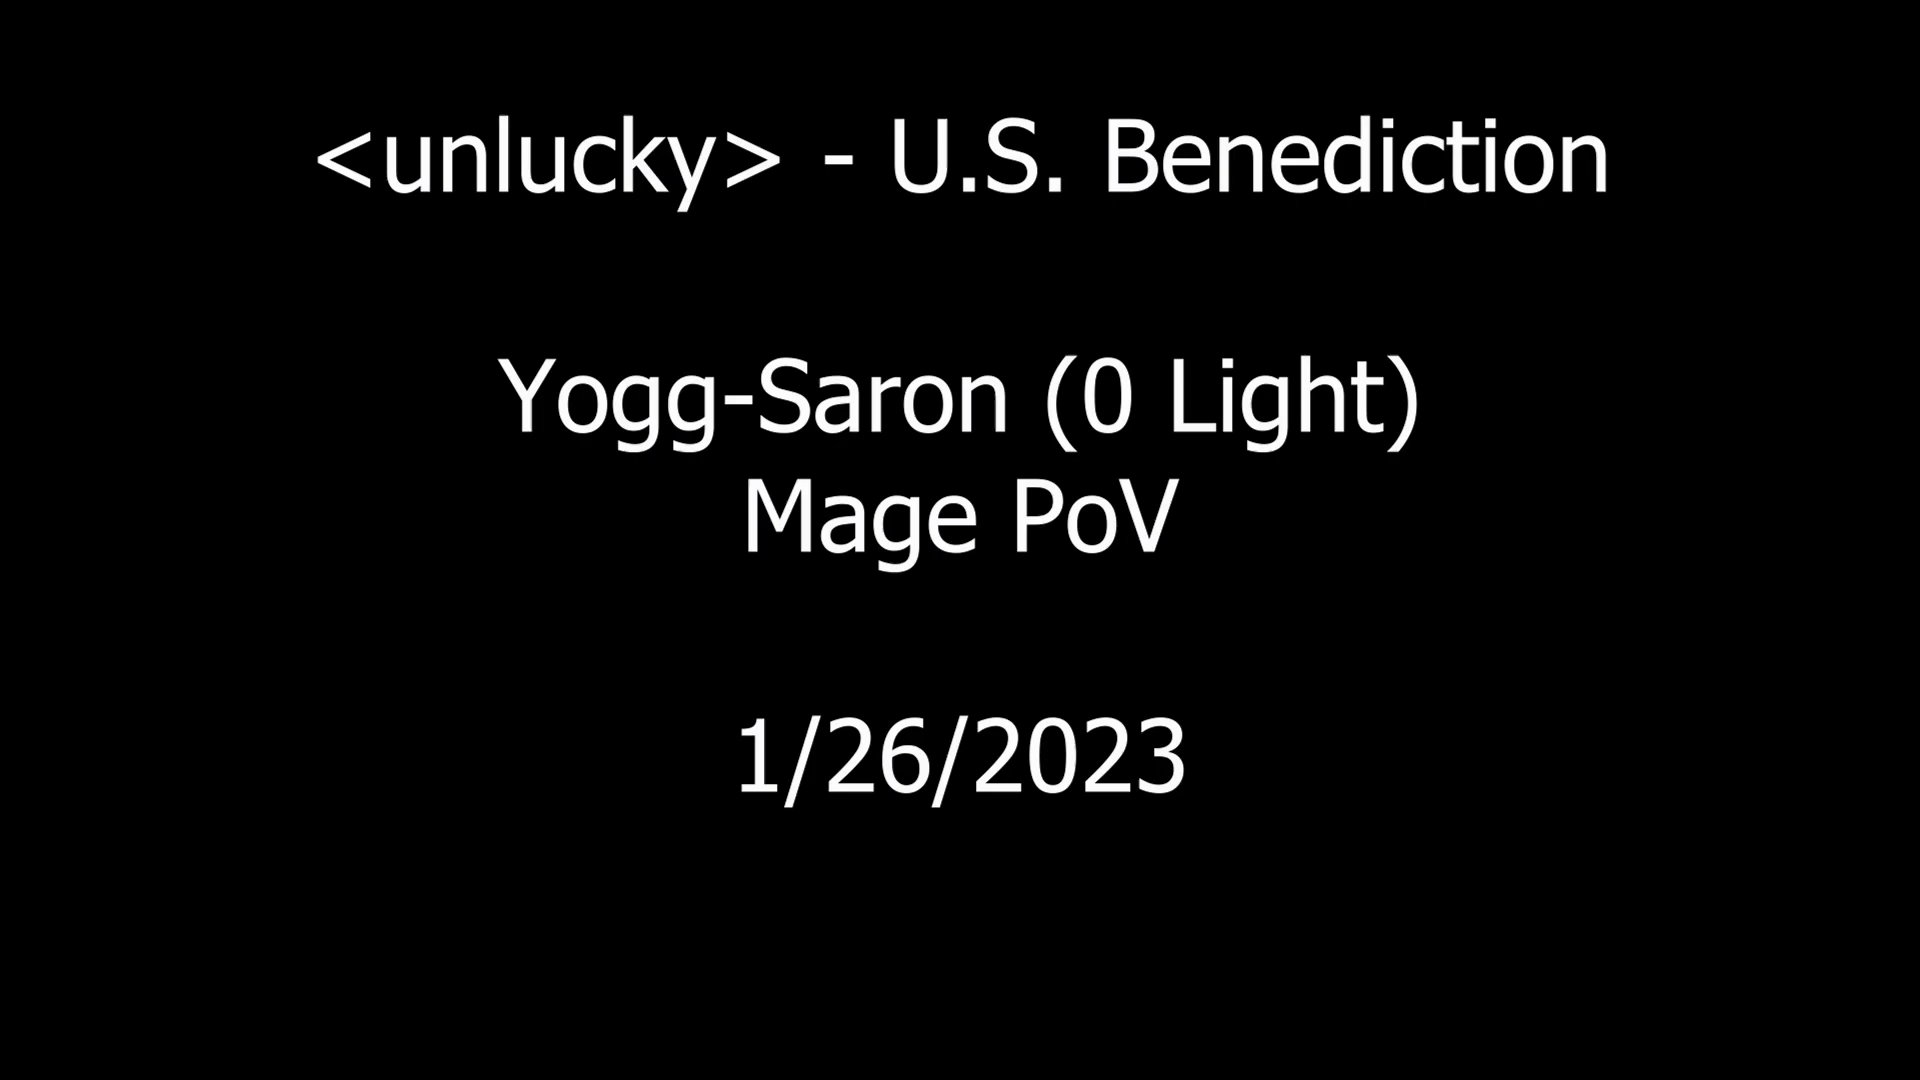 <unlucky> - U.S. Benediction
Yogg-Saron (0 Light)
Mage PoV
1/26/2023